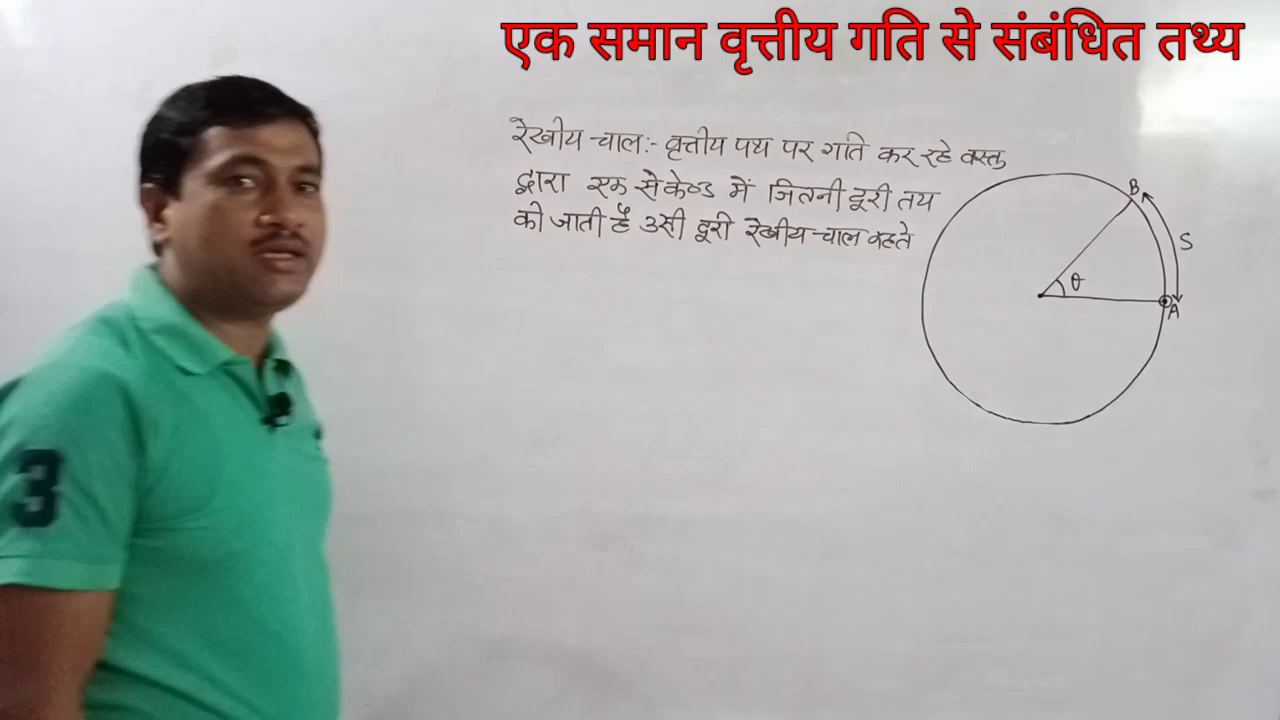 एक समान वृत्तीय गति से संबंधित तथ्य
रेखीय चाल:- वृत्तीय पथ पर गति कर रहे वस्तु
द्वारा एक सेकेण्ड में जितनी दूरी तय
की जाती है उसी दूरी रेखीय चाल कहते
B
S
θ
A
3